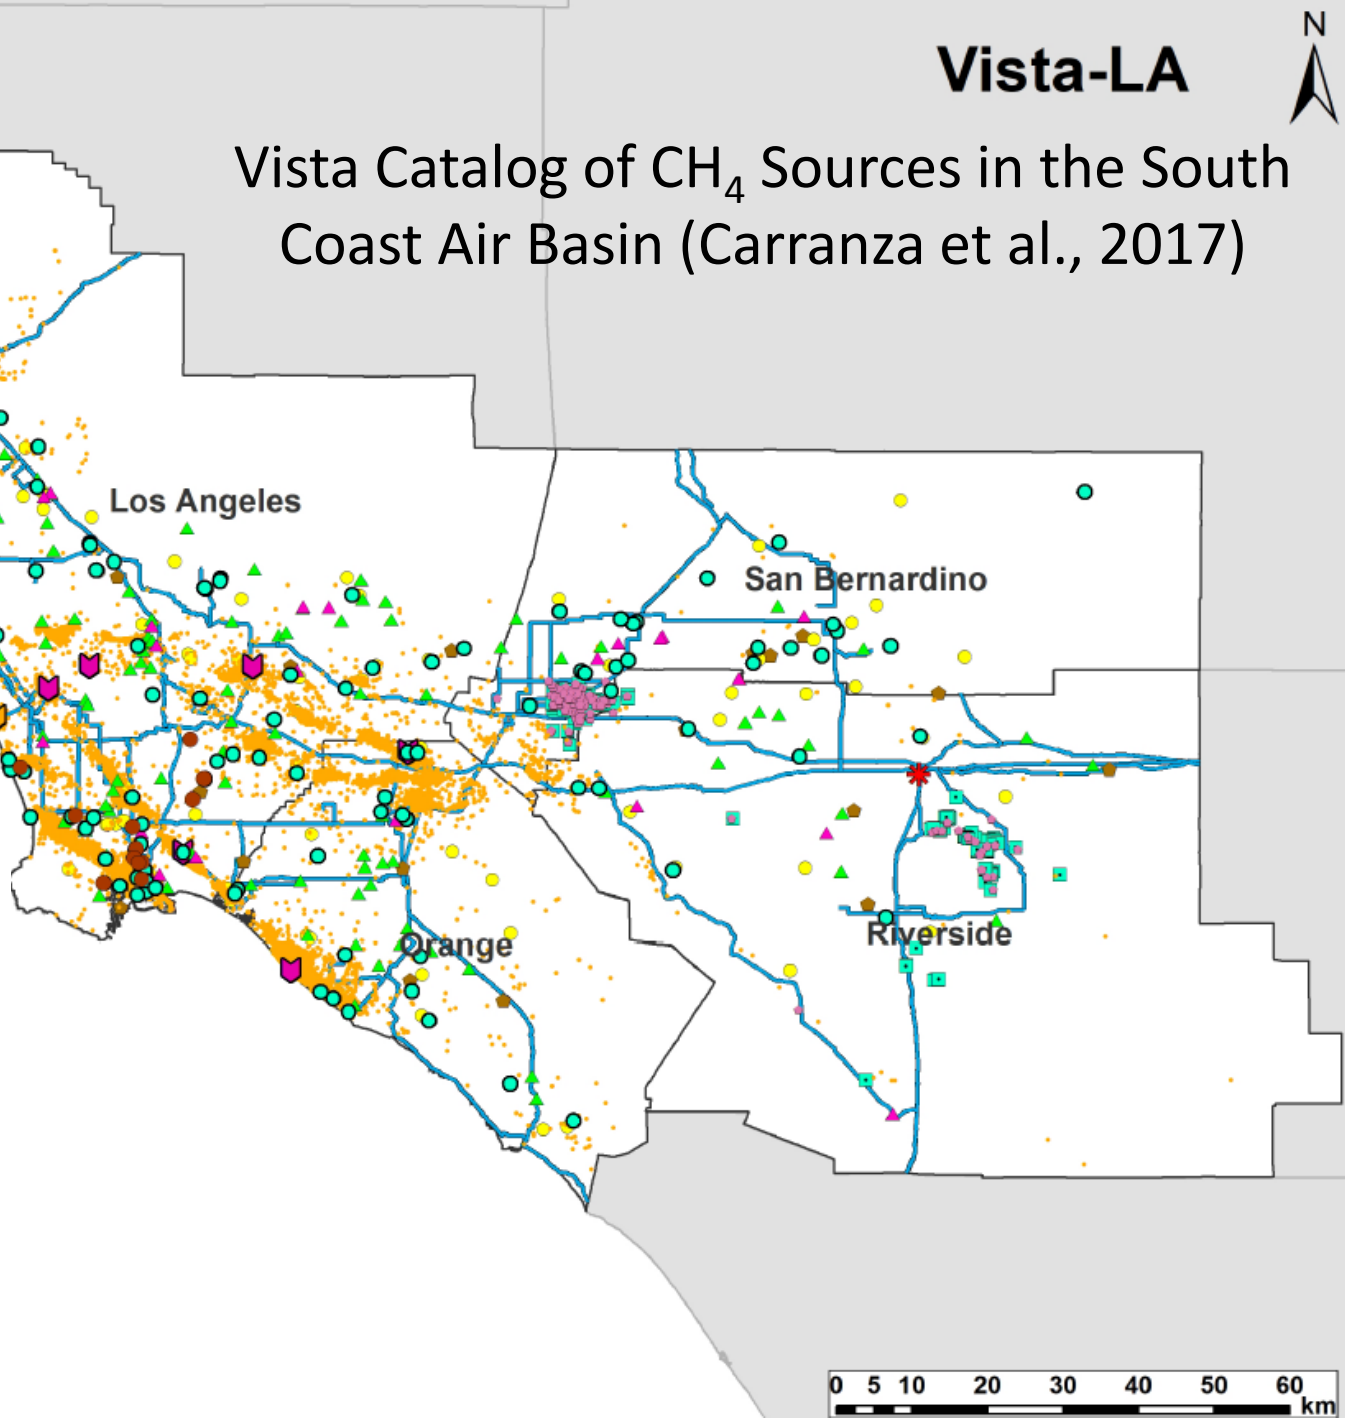 N
Vista-LA
Vista Catalog of CH₄ Sources in the South
Coast Air Basin (Carranza et al., 2017)
Los Angeles
San Bernardino
Riverside
Orange
0 5 10 20 30 40 50 60
km